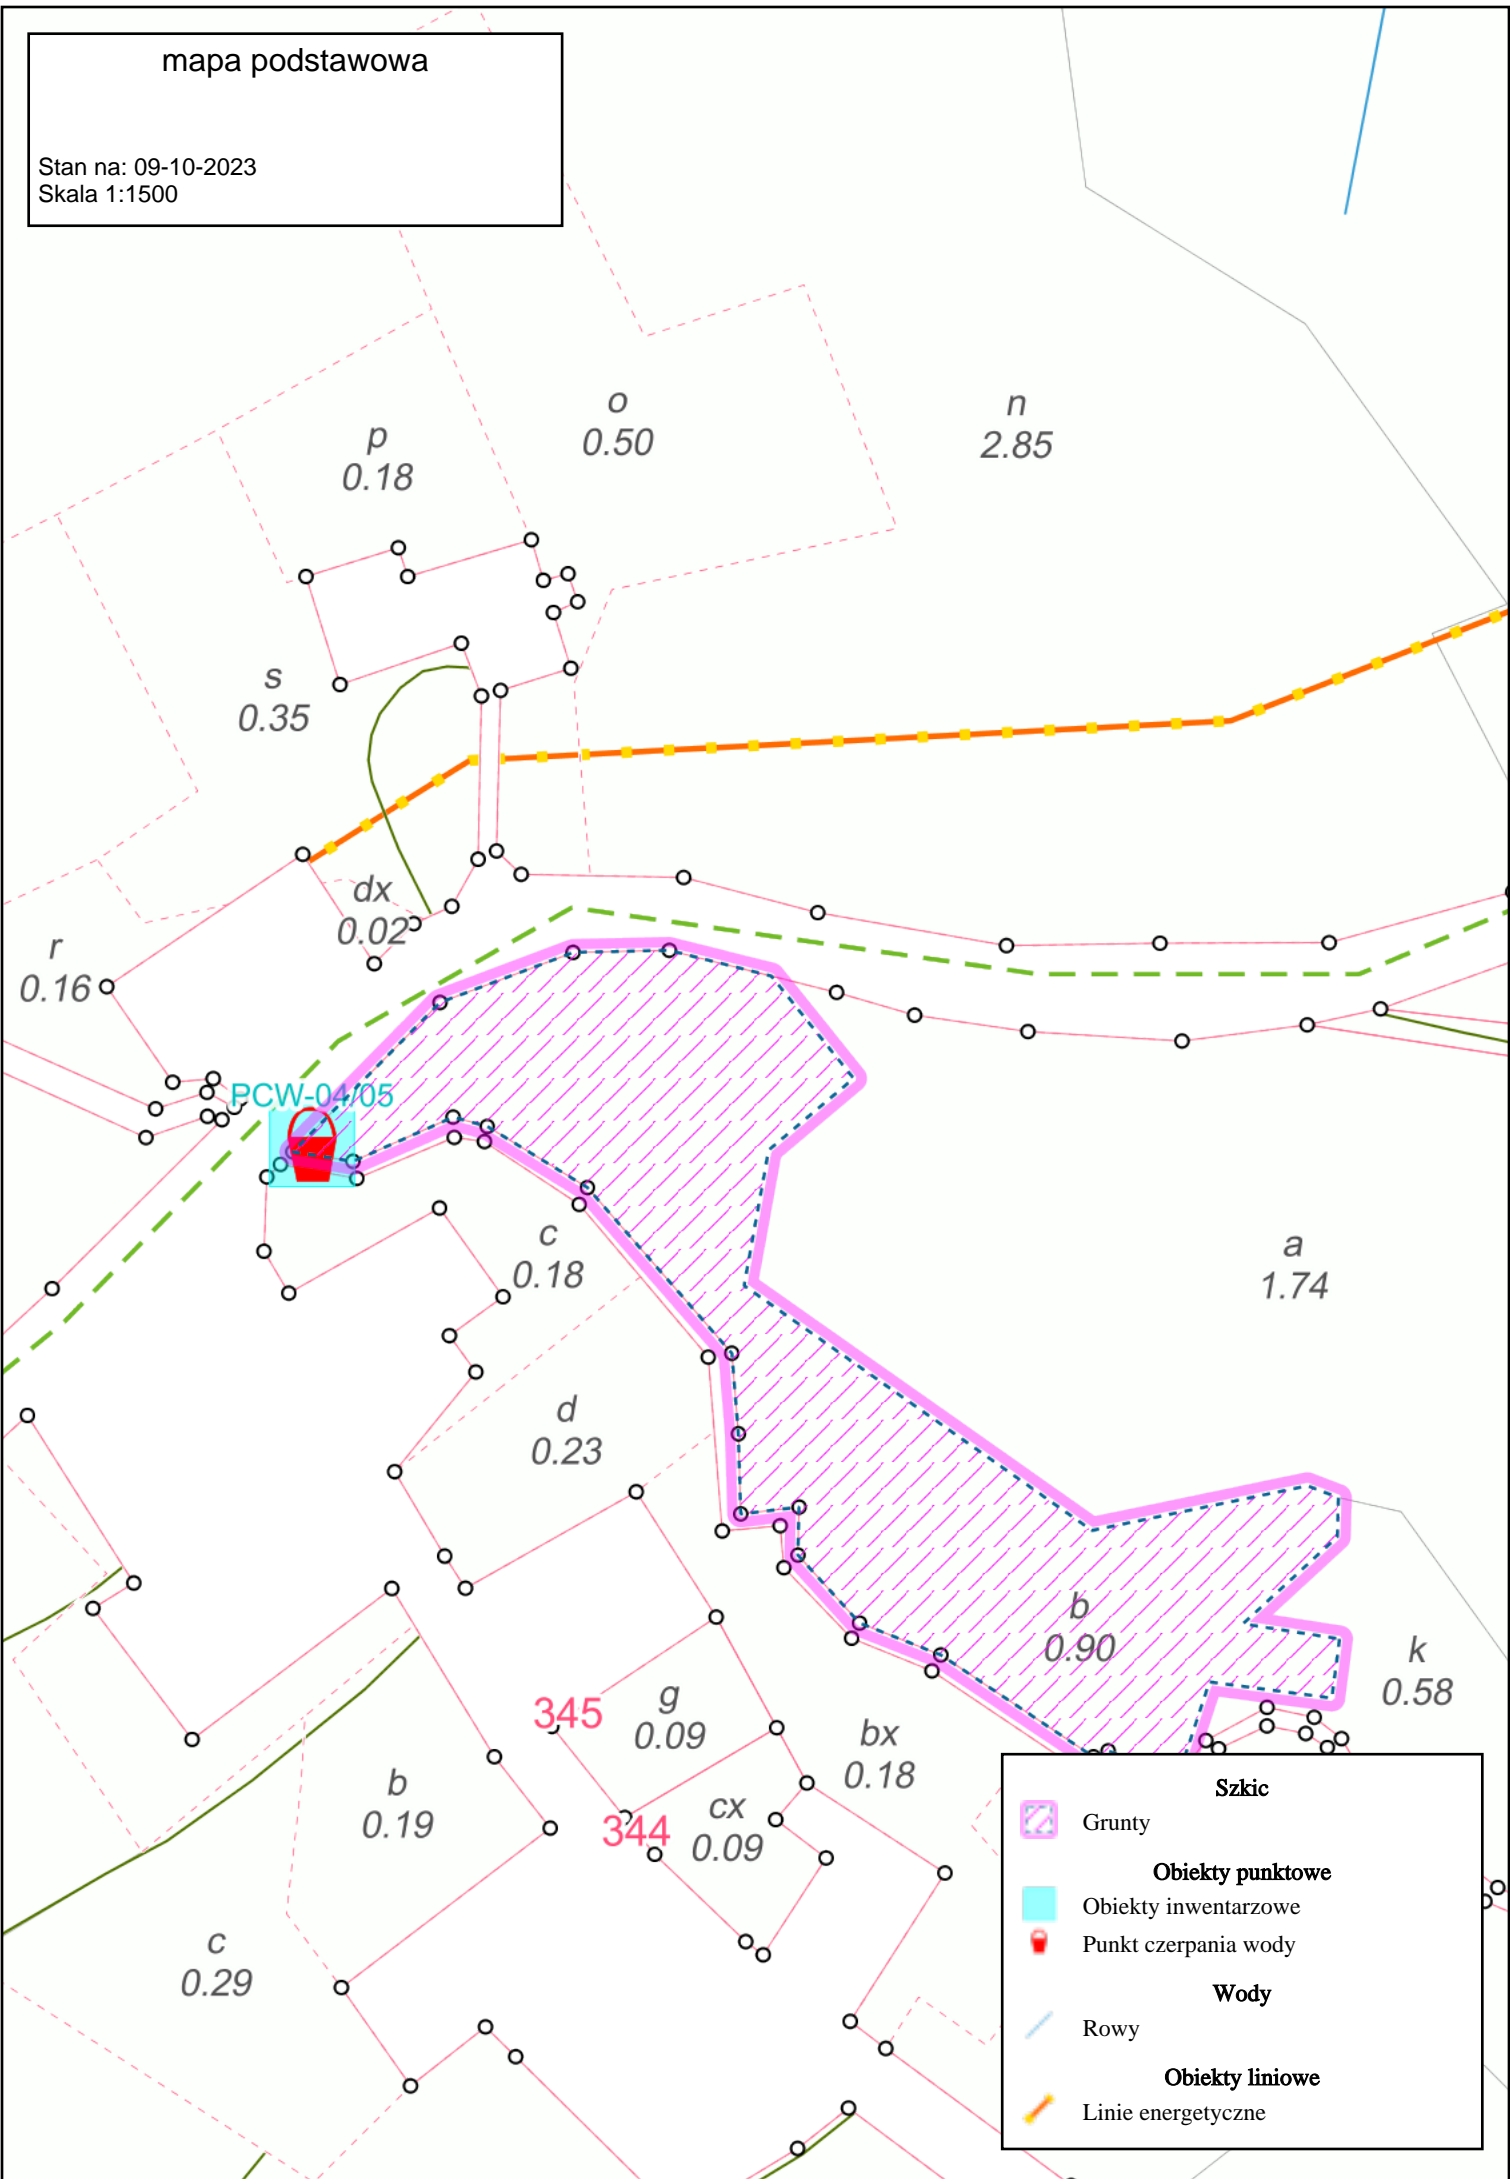 mapa podstawowa
Stan na: 09-10-2023
Skala 1:1500
o
0.50
n
2.85
p
0.18
s
0.35
dx
0.02
r
0.16
PCW-04/05
c
0.18
a
1.74
d
0.23
b
0.90
k
0.58
345
g
0.09
bx
0.18
b
0.19
344
cx
0.09
c
0.29
Szkic
Grunty
Obiekty punktowe
Obiekty inwentarzowe
Punkt czerpania wody
Wody
Rowy
Obiekty liniowe
Linie energetyczne